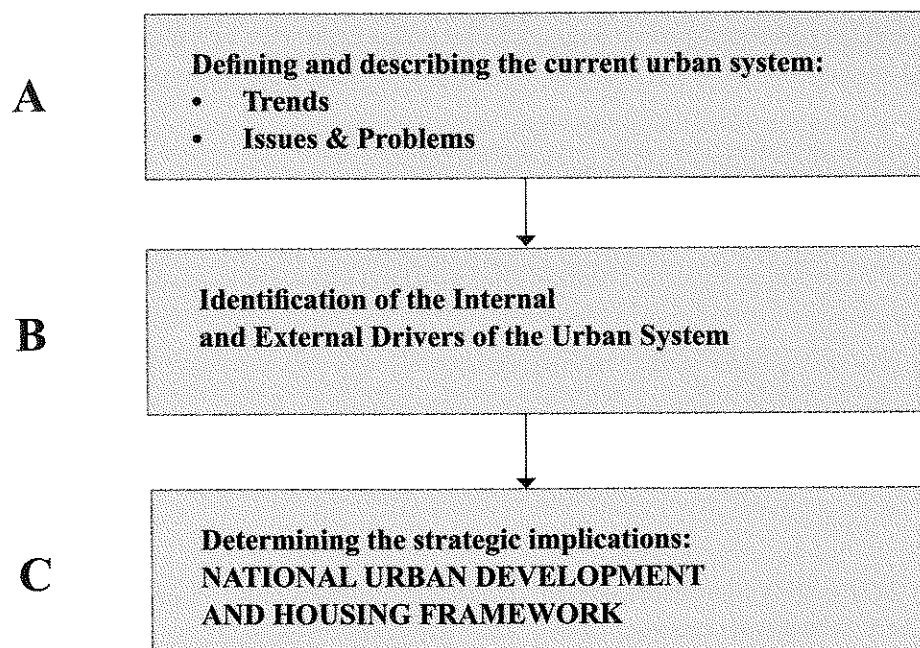 A
Defining and describing the current urban system:
• Trends
• Issues & Problems
B
Identification of the Internal
and External Drivers of the Urban System
C
Determining the strategic implications:
NATIONAL URBAN DEVELOPMENT
AND HOUSING FRAMEWORK